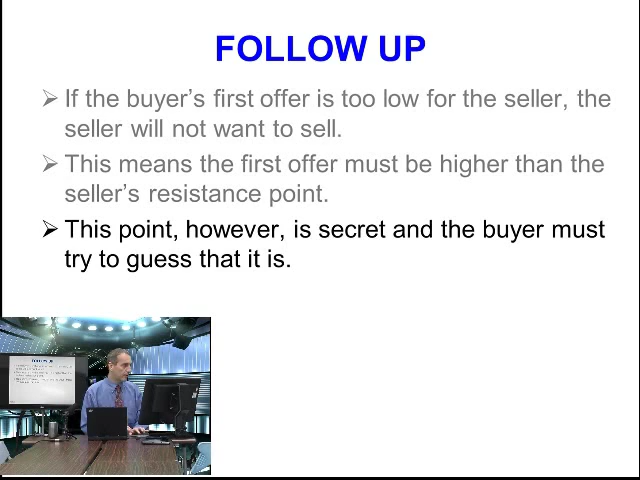 FOLLOW UP
➢ If the buyer’s first offer is too low for the seller, the
seller will not want to sell.
➢ This means the first offer must be higher than the
seller’s resistance point.
➢ This point, however, is secret and the buyer must
try to guess that it is.
FOLLOW UP